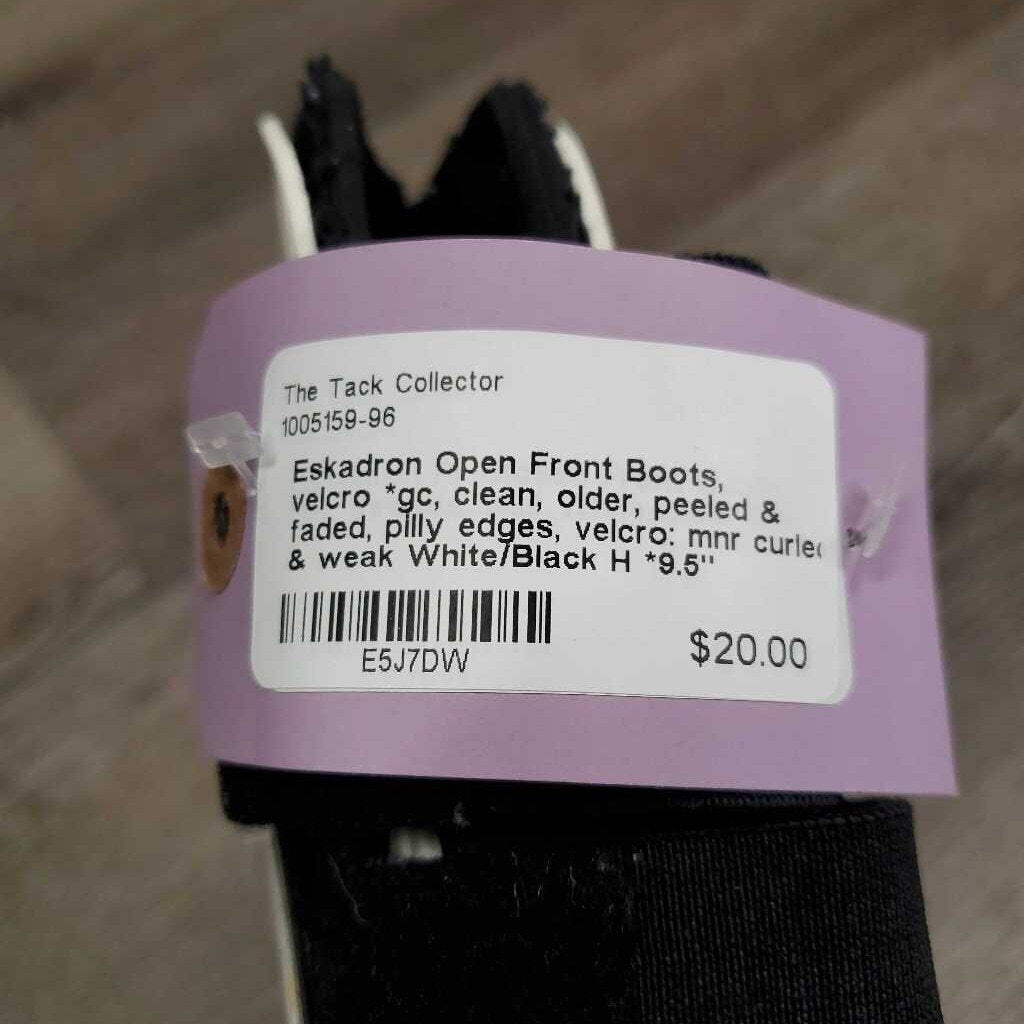 The Tack Collector
1005159-96
Eskadron Open Front Boots,
velcro *gc, clean, older, peeled &
faded, pilly edges, velcro: mnr curled
& weak White/Black H *9.5"
E5J7DW
$20.00